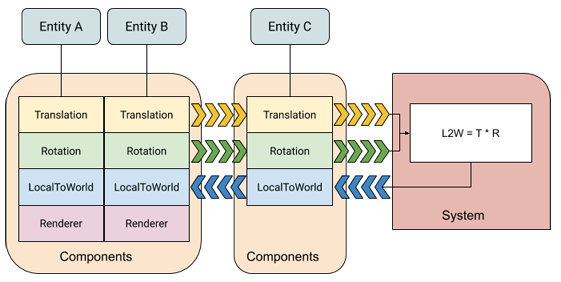 Entity A
Entity B
Entity C
Translation
Translation
Translation
Rotation
Rotation
Rotation
L2W = T * R
LocalToWorld
LocalToWorld
LocalToWorld
Renderer
Renderer
System
Components
Components